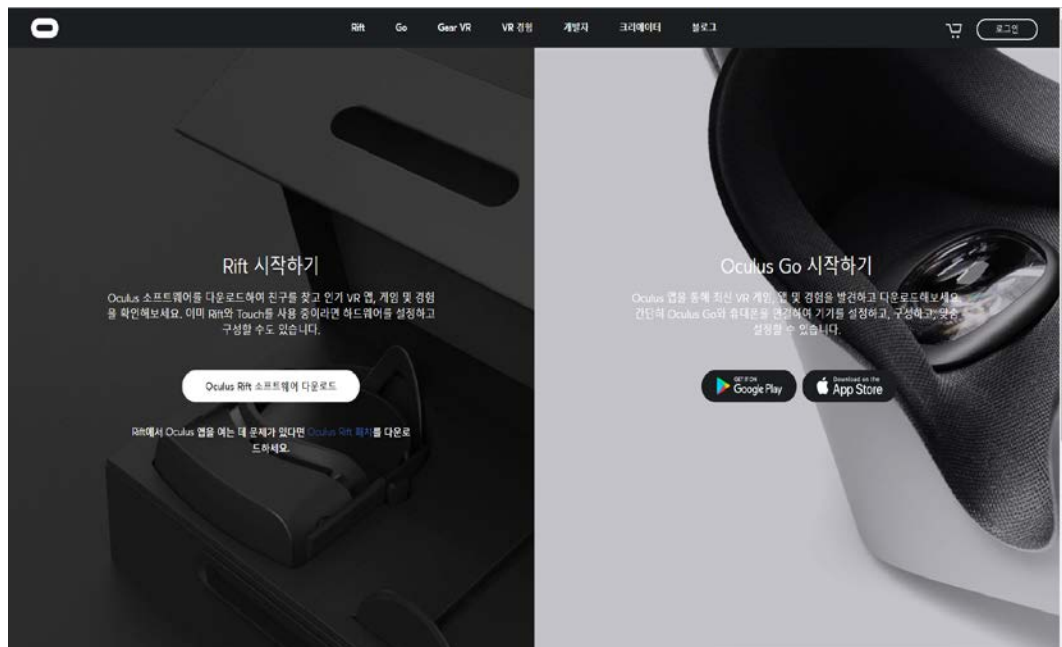 Rift Go Gear VR VR 경험 개발자 크리에이터 블로그 로그인
Rift 시작하기
Oculus 소프트웨어를 다운로드하여 친구를 찾고 인기 VR 앱, 게임 및 경험
을 확인해보세요. 이미 Rift와 Touch를 사용 중이라면 하드웨어를 설정하고
구성할 수도 있습니다.
Oculus Rift 소프트웨어 다운로드
Rift에서 Oculus 앱을 여는 데 문제가 있다면 Oculus Rift 패치를 다운로
드하세요.
Oculus Go 시작하기
Oculus 앱을 통해 최신 VR 게임, 앱 및 경험을 발견하고 다운로드해보세요.
간단히 Oculus Go와 휴대폰을 연결하여 기기를 설정하고, 구성하고, 맞춤
설정할 수 있습니다.
GET IT ON
Google Play
Download on the
App Store